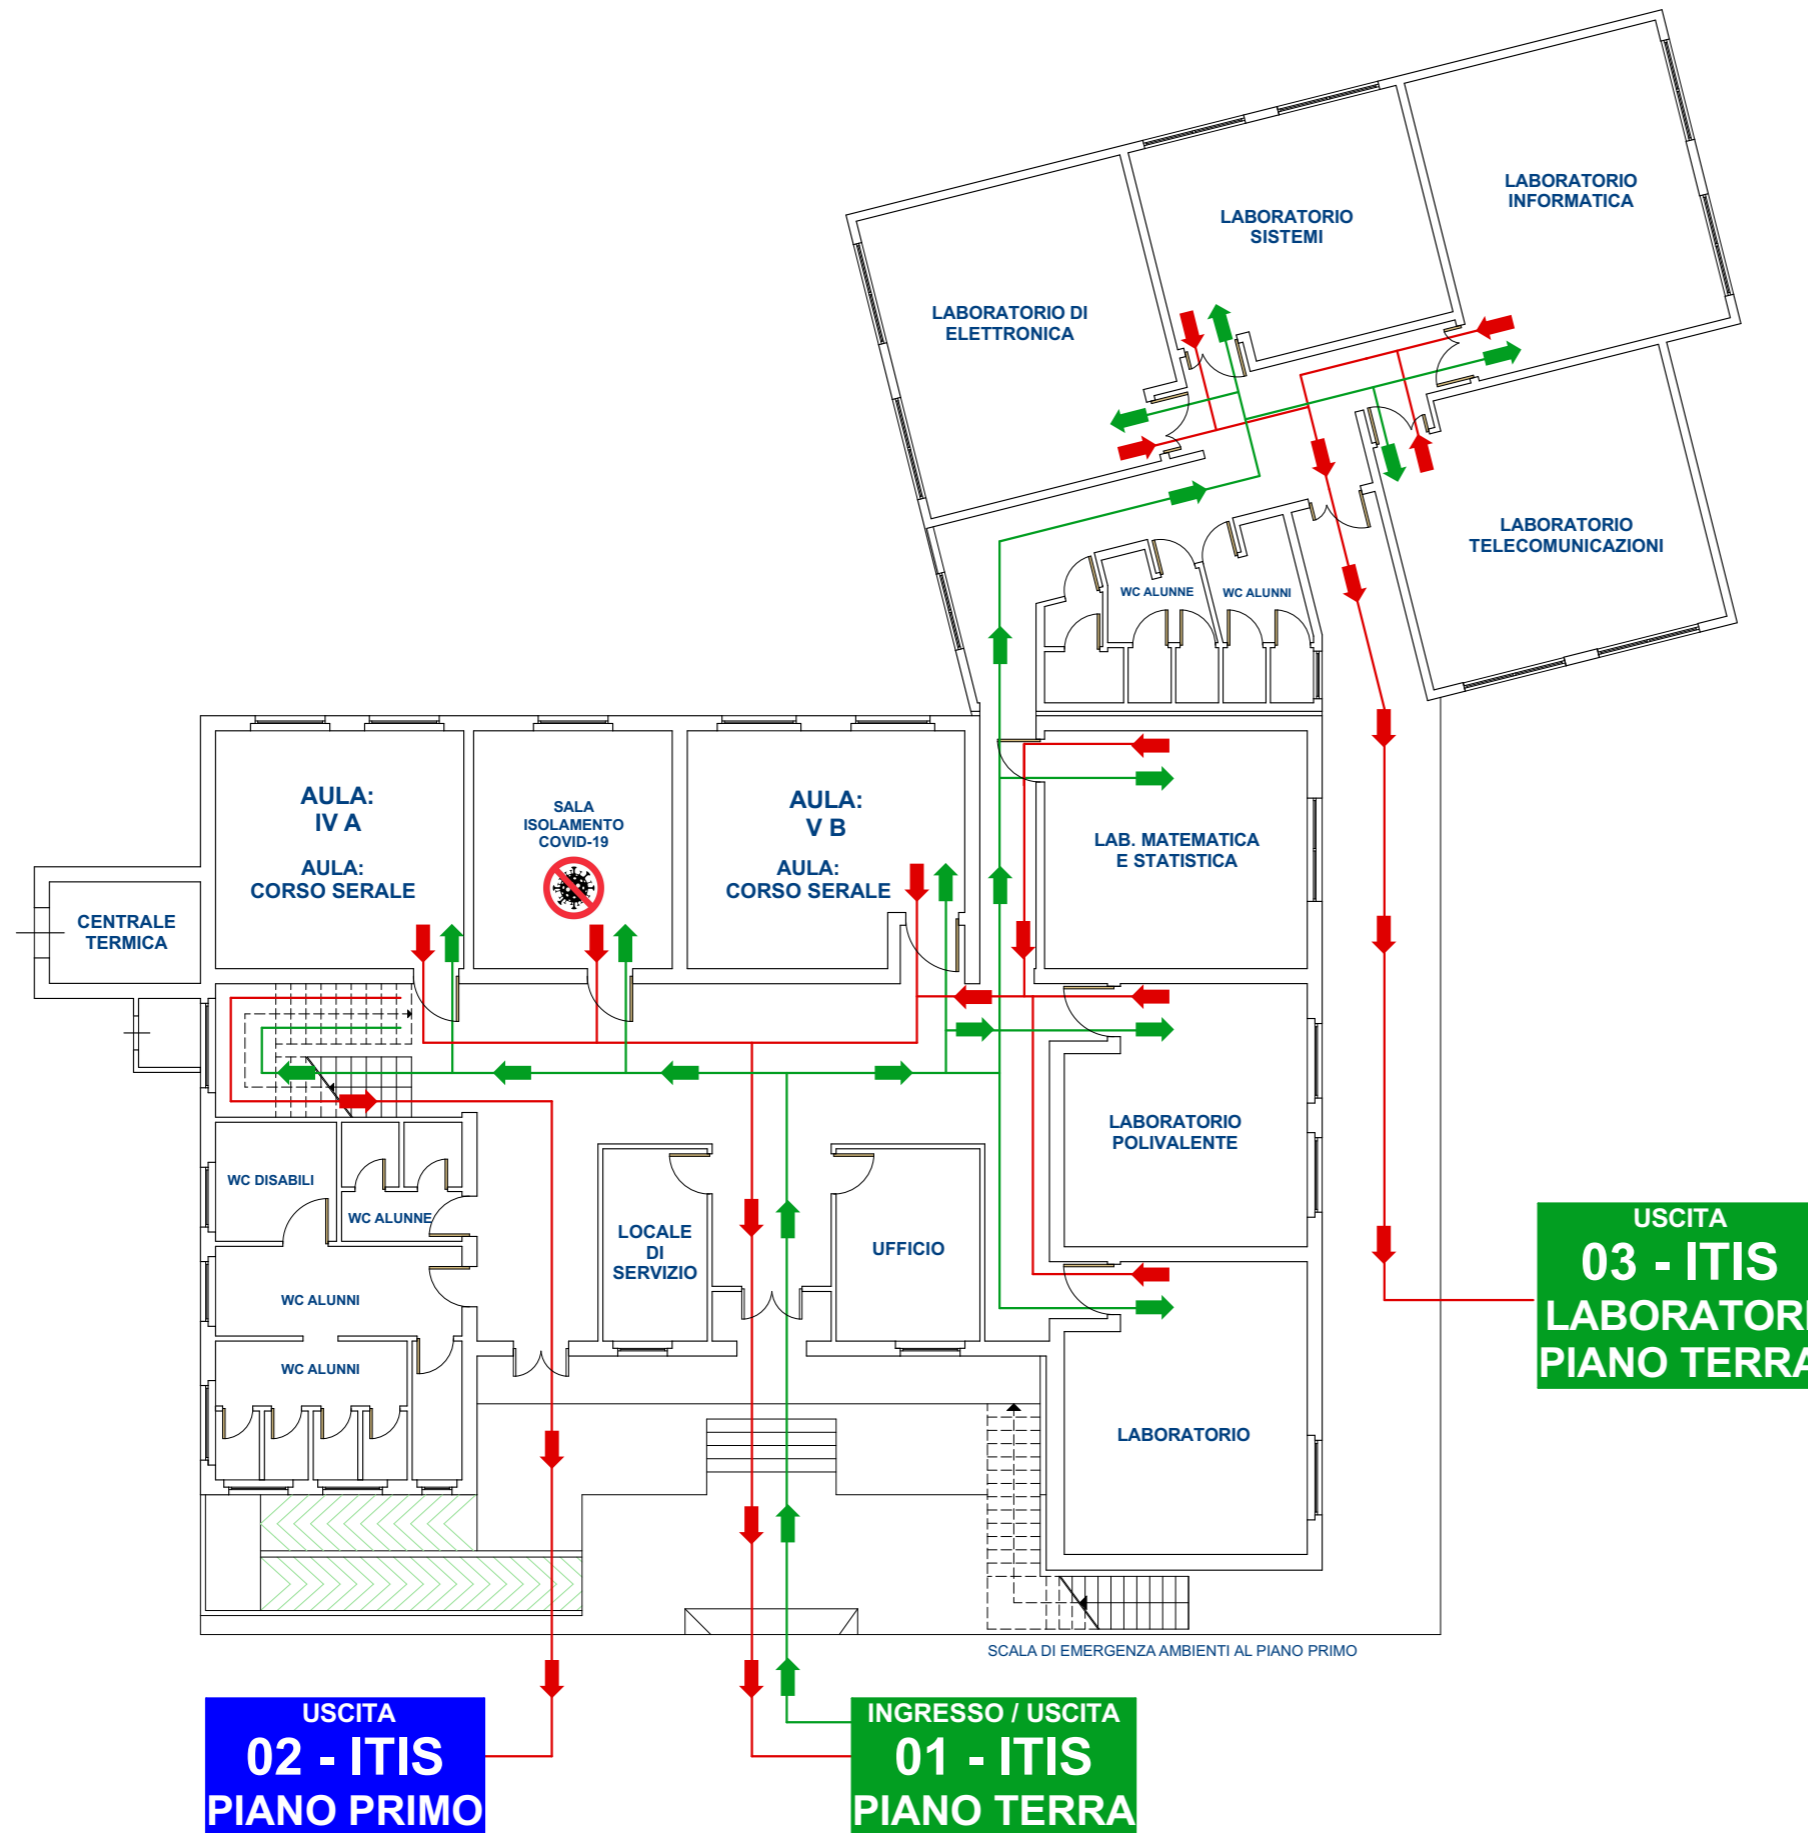 LABORATORIO
INFORMATICA
LABORATORIO
SISTEMI
LABORATORIO DI
ELETTRONICA
LABORATORIO
TELECOMUNICAZIONI
WC ALUNNE
WC ALUNNI
AULA:
IV A
AULA:
CORSO SERALE
SALA
ISOLAMENTO
COVID-19
AULA:
V B
AULA:
CORSO SERALE
LAB. MATEMATICA
E STATISTICA
CENTRALE
TERMICA
LABORATORIO
POLIVALENTE
WC DISABILI
WC ALUNNE
LOCALE
DI
SERVIZIO
UFFICIO
WC ALUNNI
WC ALUNNI
LABORATORIO
USCITA
03 - ITIS
LABORATORI
PIANO TERRA
SCALA DI EMERGENZA AMBIENTI AL PIANO PRIMO
USCITA
02 - ITIS
PIANO PRIMO
INGRESSO / USCITA
01 - ITIS
PIANO TERRA